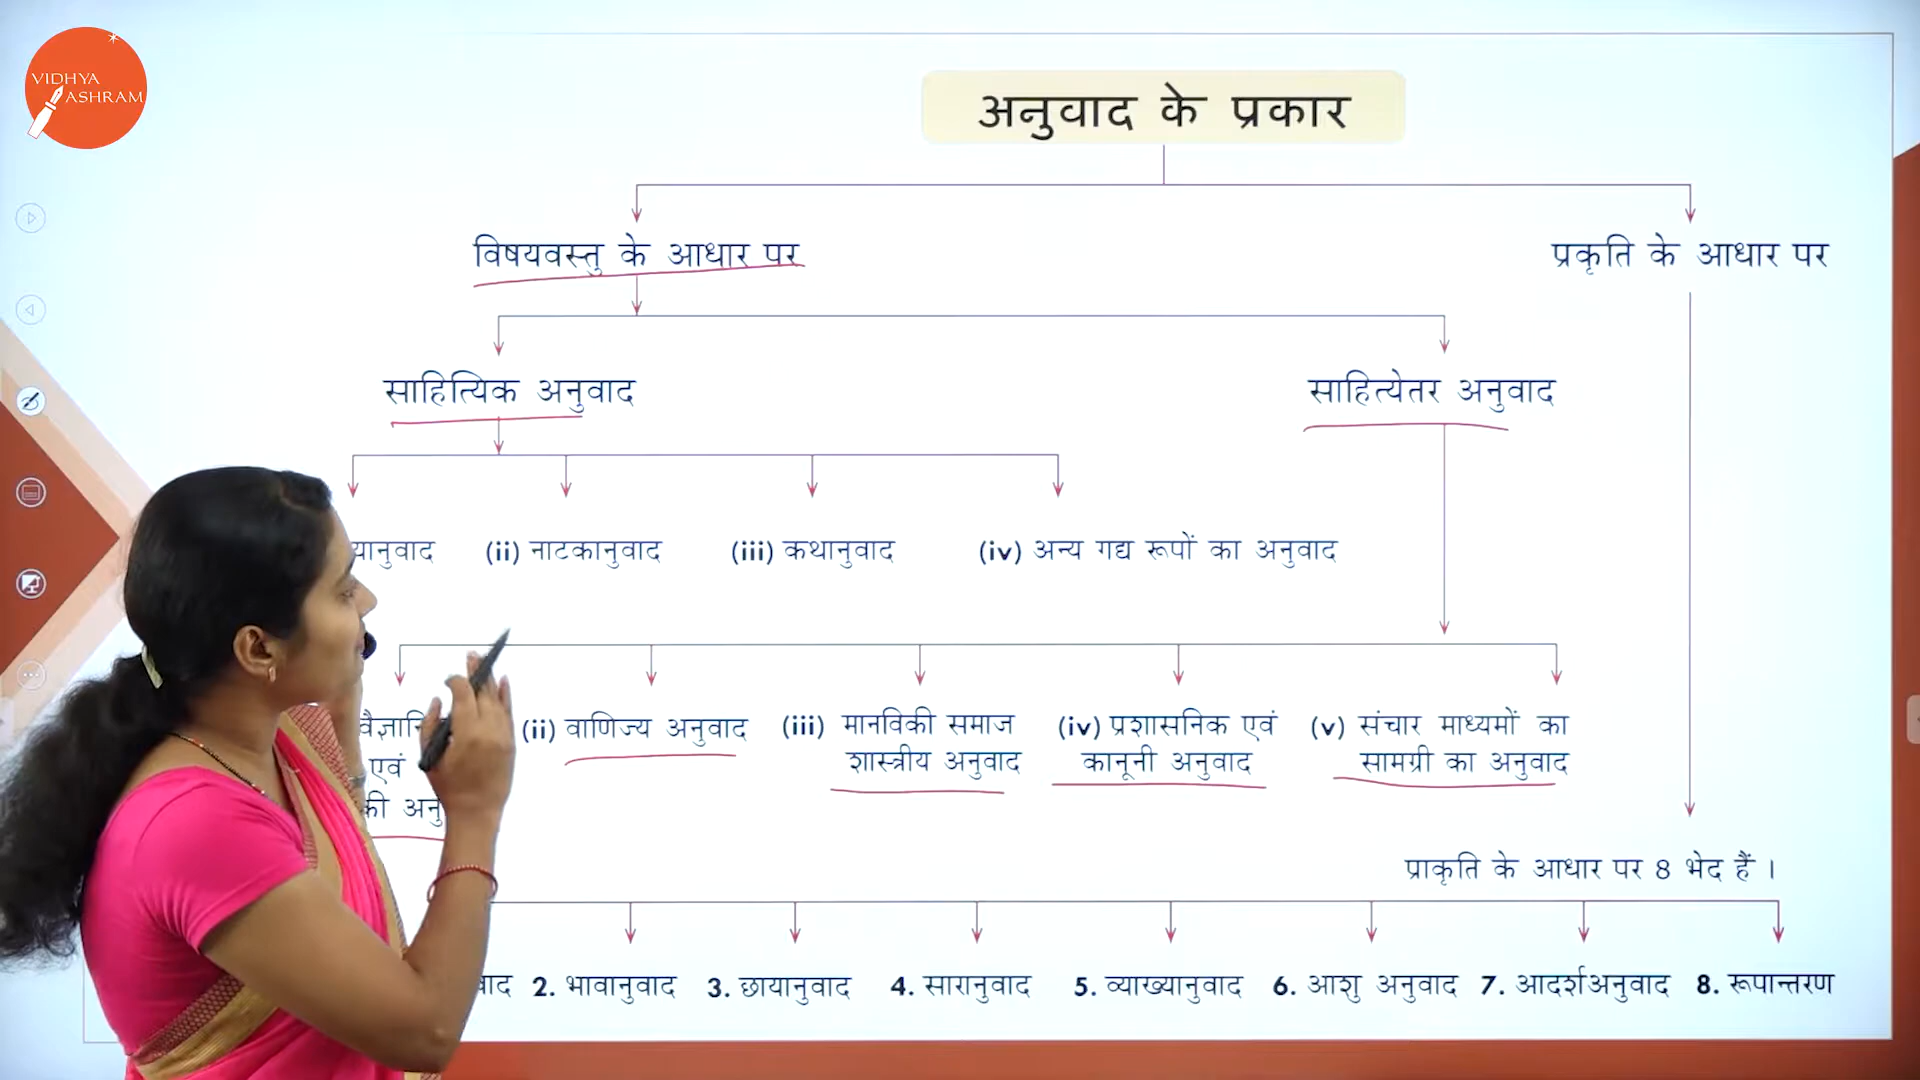 VIDHYA
ASHRAM
अनुवाद के प्रकार
विषयवस्तु के आधार पर
प्रकृति के आधार पर
साहित्यिक अनुवाद
साहित्येतर अनुवाद
(ii) नाटकानुवाद
(iii) कथानुवाद
(iv) अन्य गद्य रूपों का अनुवाद
एवं
(ii) वाणिज्य अनुवाद
(iii) मानविकी समाज
शास्त्रीय अनुवाद
(iv) प्रशासनिक एवं
कानूनी अनुवाद
(v) संचार माध्यमों का
सामग्री का अनुवाद
प्राकृति के आधार पर 8 भेद हैं ।
2. भावानुवाद
3. छायानुवाद
4. सारानुवाद
5. व्याख्यानुवाद
6. आशु अनुवाद
7. आदर्शअनुवाद
8. रूपान्तरण